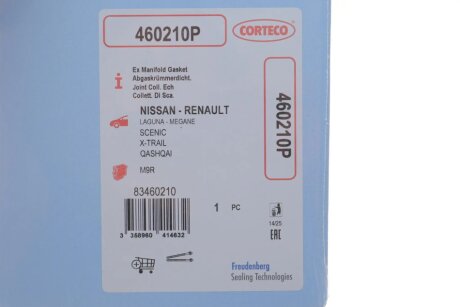 460210P
CORTECO
Ex Manifold Gasket
Abgaskrümmerdicht.
Joint Coll. Ech
Collett. Di Sca.
NISSAN - RENAULT
LAGUNA - MEGANE
SCENIC
X-TRAIL
QASHQAI
M9R
83460210
3 358960 414632
1 PC
460210P
14/25
EAC
Freudenberg
Sealing Technologies